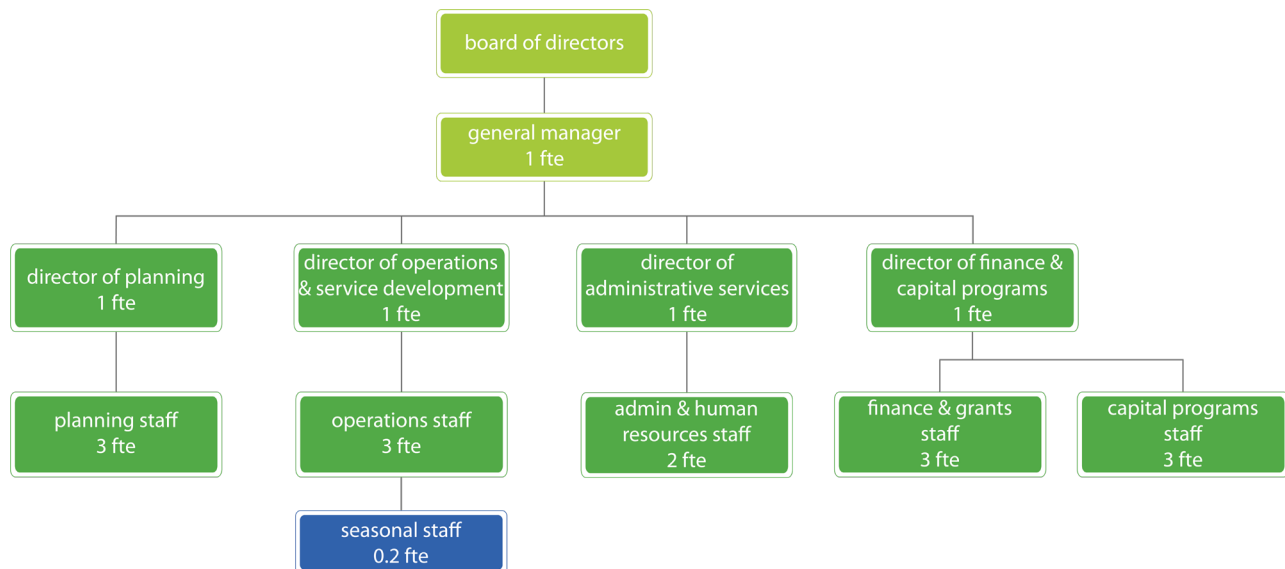 board of directors
general manager
1 fte
director of planning
1 fte
director of operations
& service development
1 fte
director of
administrative services
1 fte
director of finance &
capital programs
1 fte
planning staff
3 fte
operations staff
3 fte
admin & human
resources staff
2 fte
finance & grants
staff
3 fte
capital programs
staff
3 fte
seasonal staff
0.2 fte